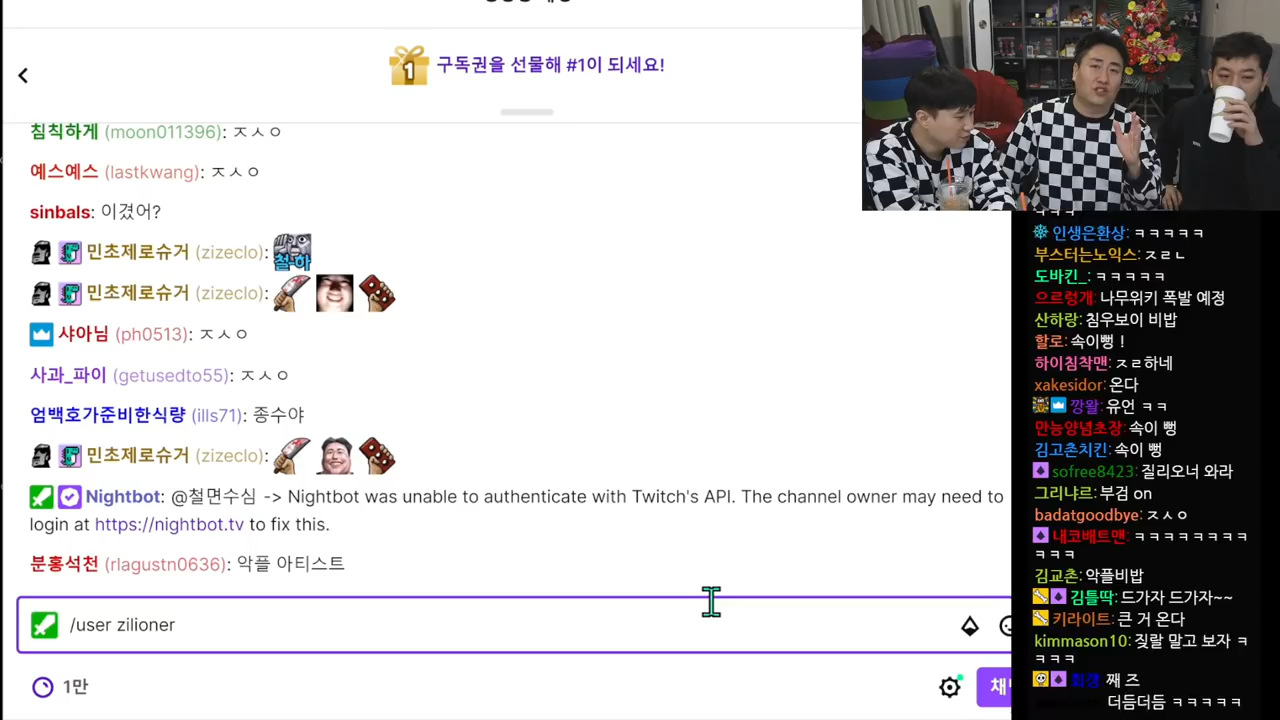 구독권을 선물해 #1이 되세요!
1
침칙하게 (moon011396): ㅈㅅㅇ
예스예스 (lastkwang): ㅈㅅㅇ
sinbals: 이겼어?
민초제로슈거 (zizeclo): 철하
민초제로슈거 (zizeclo):
샤아님 (ph0513): ㅈㅅㅇ
사과_파이 (getusedto55): ㅈㅅㅇ
엄백호가준비한식량 (ills71): 종수야
민초제로슈거 (zizeclo):
Nightbot: @철면수심 -> Nightbot was unable to authenticate with Twitch's API. The channel owner may need to
login at https://nightbot.tv to fix this.
분홍석천 (rlagustn0636): 악플 아티스트
/user zilioner
1만
인생은환상: ㅋㅋㅋㅋㅋ
부스터는노익스: ㅈㄹㄴ
도바킨_: ㅋㅋㅋㅋㅋ
으르렁개: 나무위키 폭발 예정
산하랑: 침우보이 비밥
할로: 속이뻥 !
하이침착맨: ㅈㄹ하네
xakesidor: 온다
깡왈: 유언 ㅋㅋ
만능양념초장: 속이 뻥
김고촌치킨: 속이 뻥
sofree8423: 질리오너 와라
그리냐르: 부검 on
badatgoodbye: ㅈㅅㅇ
내코배트맨: ㅋㅋㅋㅋㅋㅋㅋㅋ
ㅋㅋㅋㅋ
김교촌: 악플비밥
김틀딱: 드가자 드가자~~
키라이트: 큰 거 온다
kimmason10: 짖랄 말고 보자 ㅋ
ㅋㅋㅋㅋ
째 즈
더듬더듬 ㅋㅋㅋㅋㅋ